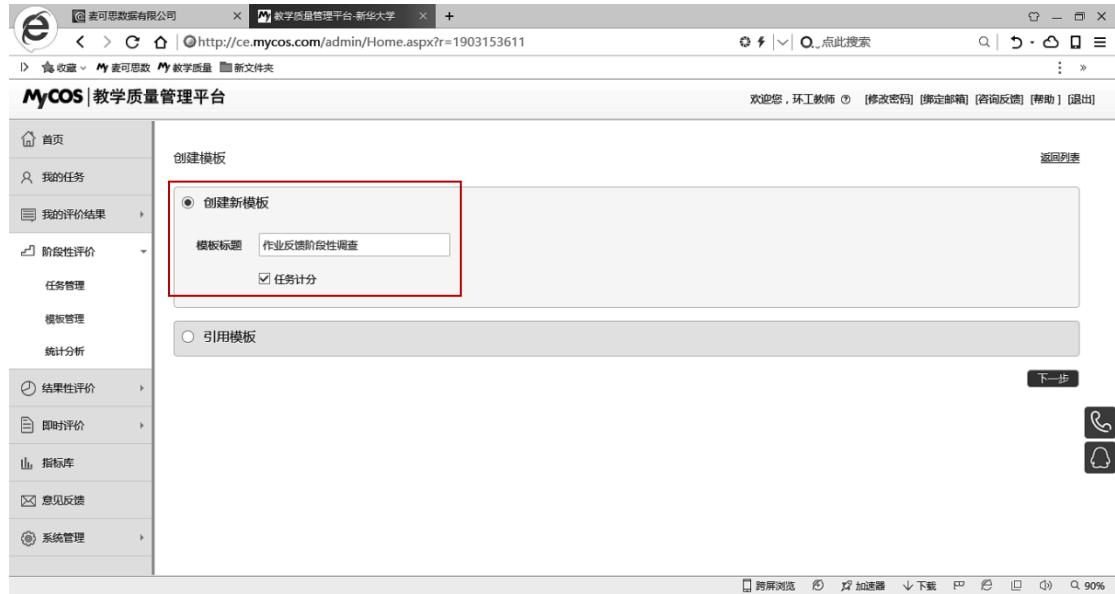 麦可思数据有限公司 × My 教学质量管理平台-新华大学 × +
http://ce.mycos.com/admin/Home.aspx?r=1903153611 点此搜索
收藏 My 麦可思数 My 教学质量 新文件夹
MyCOS 教学质量管理平台 欢迎您，环工教师 [修改密码] [绑定邮箱] [咨询反馈] [帮助] [退出]
首页
我的任务
我的评价结果
阶段性评价
任务管理
模板管理
统计分析
结果性评价
即时评价
指标库
意见反馈
系统管理
创建模板 返回列表
创建新模板
模板标题 作业反馈阶段性调查
任务计分
引用模板
下一步
跨屏浏览 加速器 下载 90%